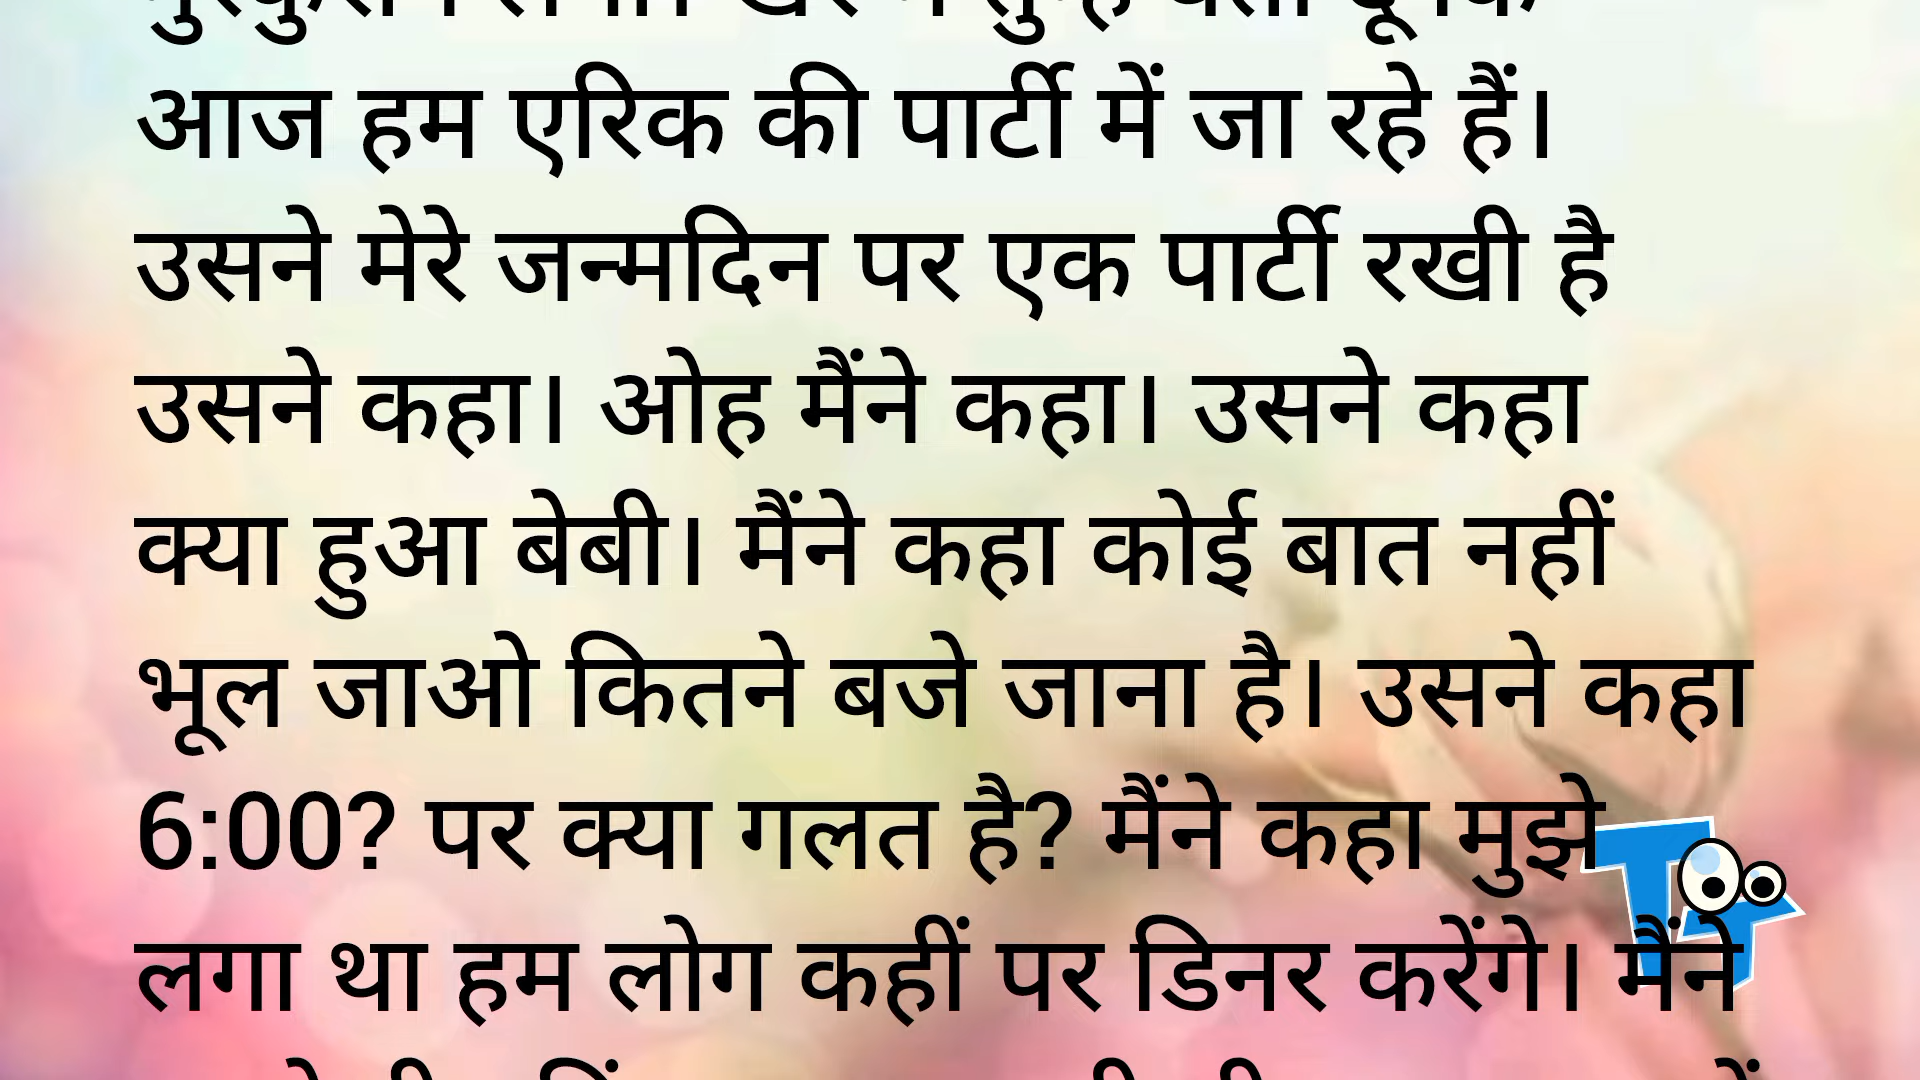 आज हम एरिक की पार्टी में जा रहे हैं।
उसने मेरे जन्मदिन पर एक पार्टी रखी है
उसने कहा। ओह मैंने कहा। उसने कहा
क्या हुआ बेबी। मैंने कहा कोई बात नहीं
भूल जाओ कितने बजे जाना है। उसने कहा
6:00? पर क्या गलत है? मैंने कहा मुझे
लगा था हम लोग कहीं पर डिनर करेंगे। मैंने